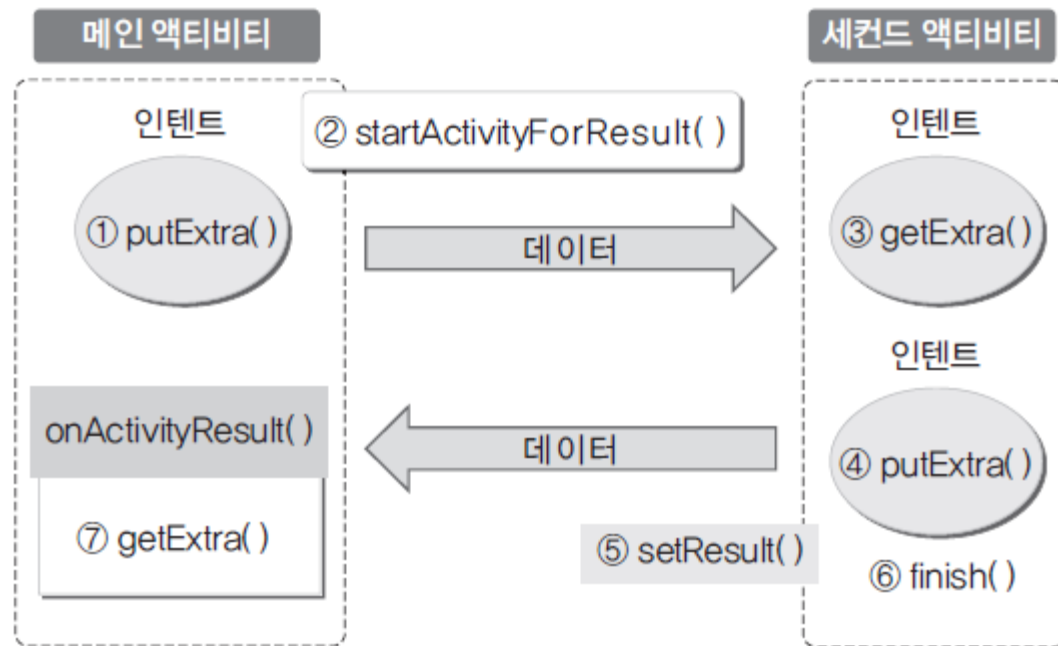 메인 액티비티
세컨드 액티비티
인텐트
② startActivityForResult( )
인텐트
① putExtra( )
데이터
③ getExtra( )
인텐트
onActivityResult( )
데이터
④ putExtra( )
⑦ getExtra( )
⑤ setResult( )
⑥ finish( )